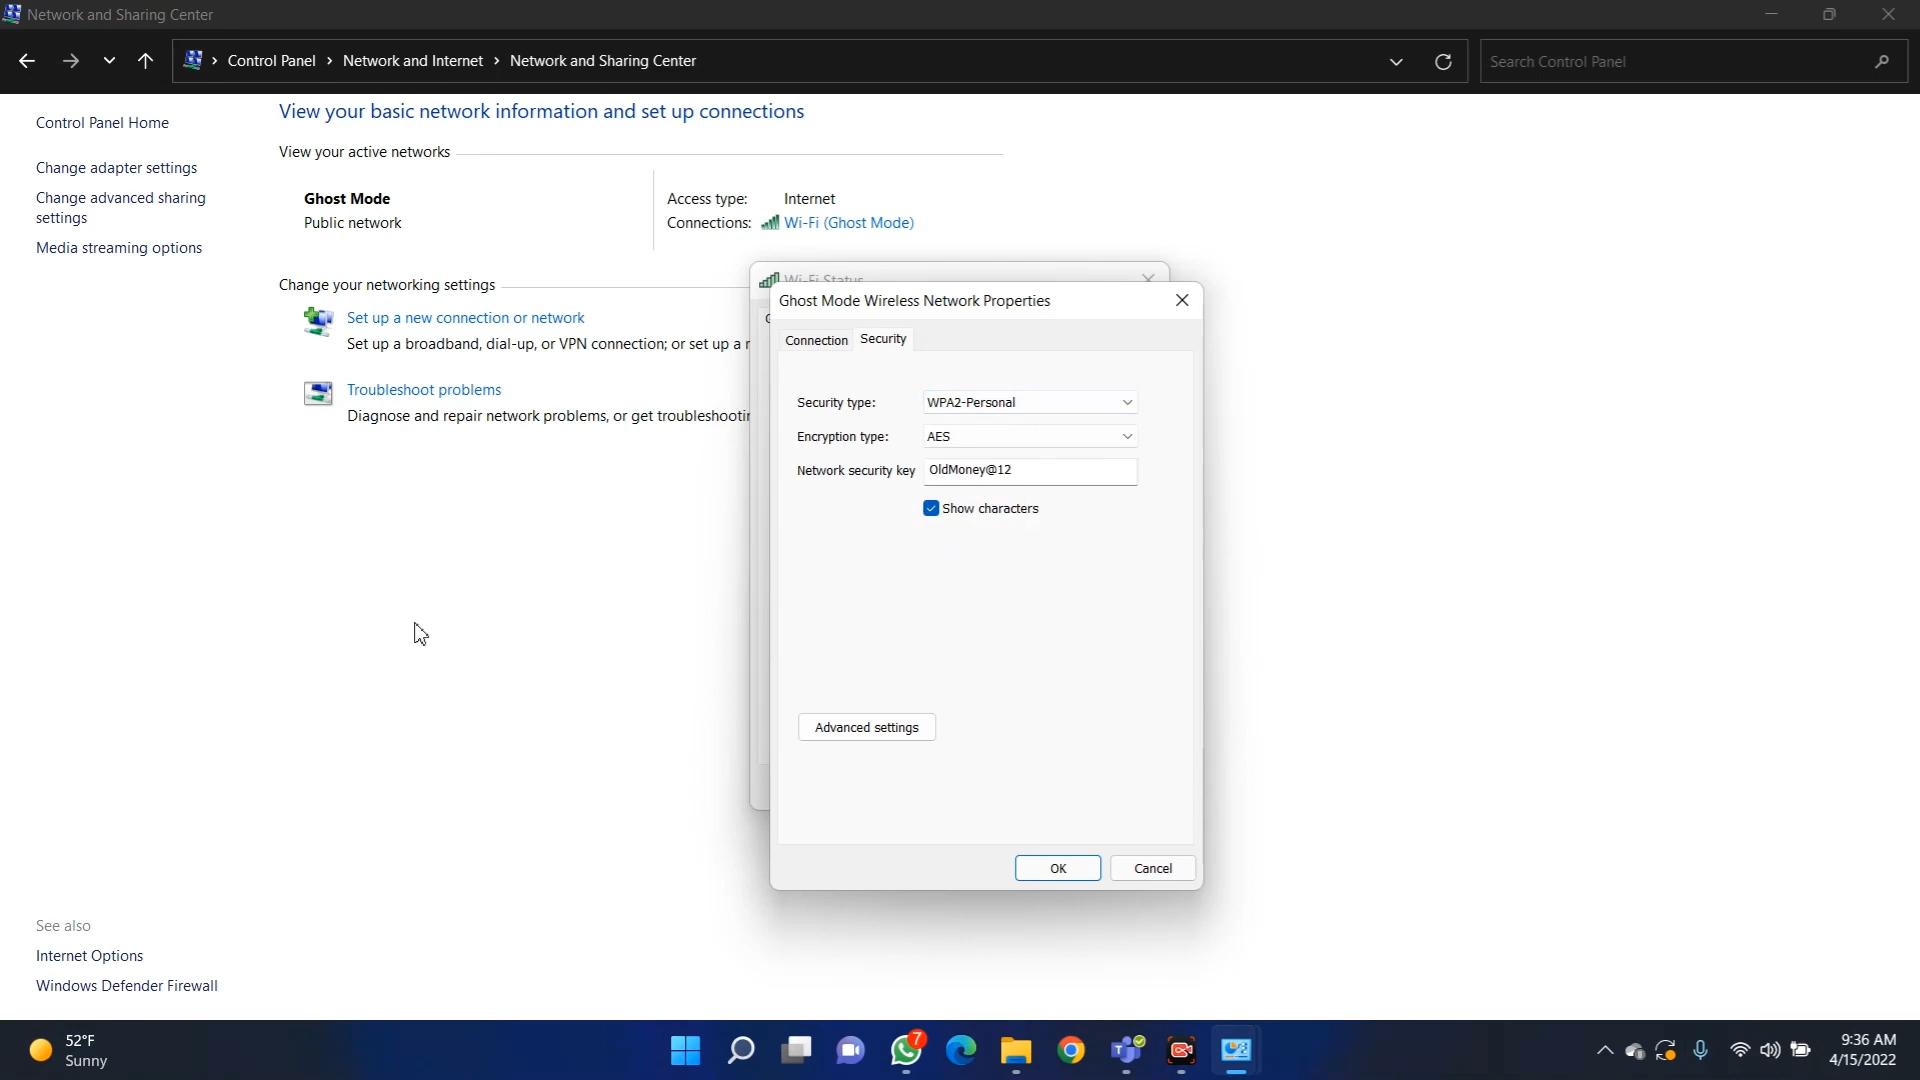 Network and Sharing Center
Control Panel › Network and Internet › Network and Sharing Center
Search Control Panel
Control Panel Home
Change adapter settings
Change advanced sharing
settings
Media streaming options
View your basic network information and set up connections
View your active networks
Ghost Mode
Public network
Access type: Internet
Connections: Wi-Fi (Ghost Mode)
Change your networking settings
Set up a new connection or network
Set up a broadband, dial-up, or VPN connection; or set up a r
Troubleshoot problems
Diagnose and repair network problems, or get troubleshootin
Wi-Fi Status
Ghost Mode Wireless Network Properties
Connection Security
Security type: WPA2-Personal
Encryption type: AES
Network security key OldMoney@12
Show characters
Advanced settings
OK Cancel
See also
Internet Options
Windows Defender Firewall
52°F
Sunny
7
9:36 AM
4/15/2022